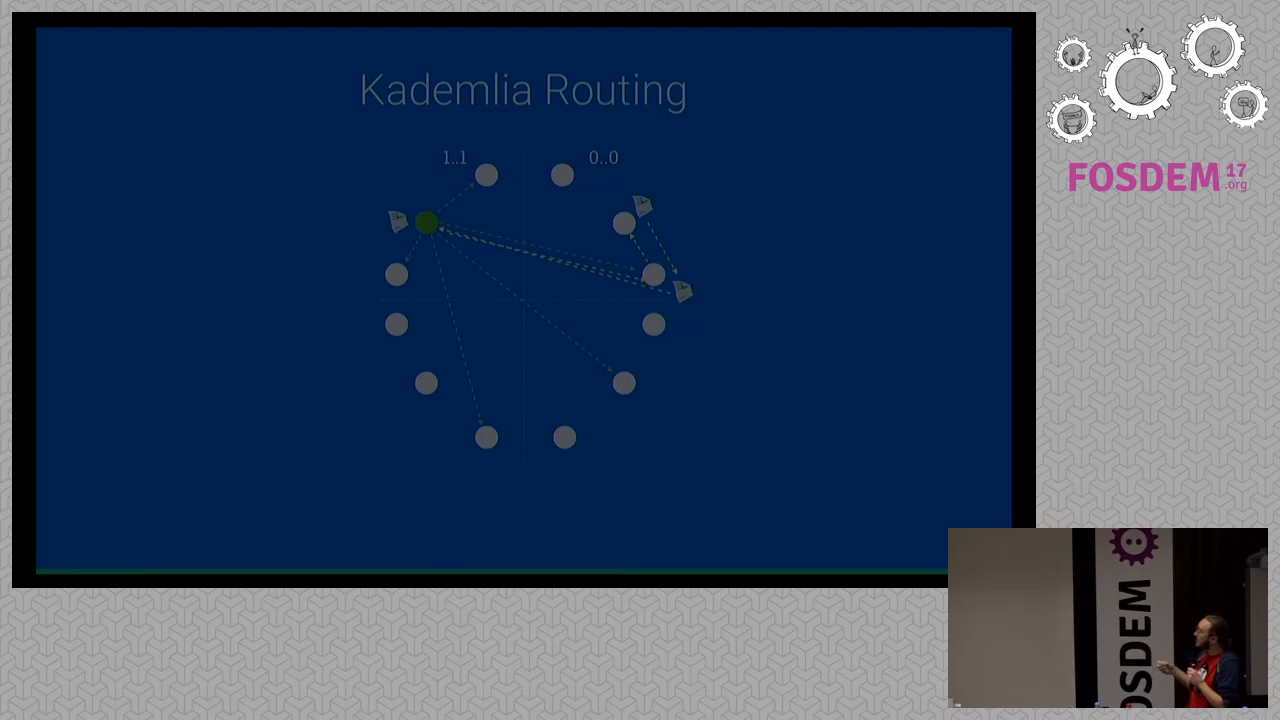 Kademlia Routing
1..1
0..0
FOSDEM 17
.org
FOSDEM